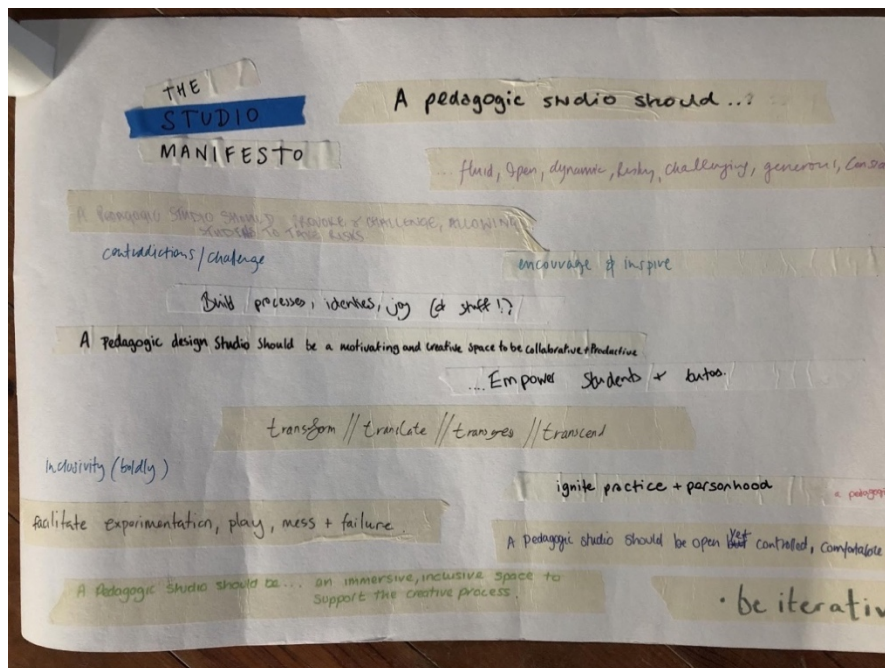 THE
STUDIO
MANIFESTO
A pedagogic studio should...?
... fluid, open, dynamic, risky, challenging, generous,
A PEDAGOGIC STUDIO SHOULD PROVOKE & CHALLENGE, ALLOWING
STUDENTS TO TAKE RISKS
contradictions/challenge
encourage & inspire
Build processes, identities, joy (& stuff!?)
A Pedagogic design Studio should be a motivating and creative space to be collaborative + Productive
.... Empower Students + tutors.
transform // translate // transgress // transcend
Inclusivity (boldly)
ignite practice + personhood
a pedagogi
facilitate experimentation, play, mess + failure.
A pedagogic studio should be open yet controlled, comfortable
A Pedagogic studio should be... an immersive, inclusive space to
support the creative process.
• be iterativ